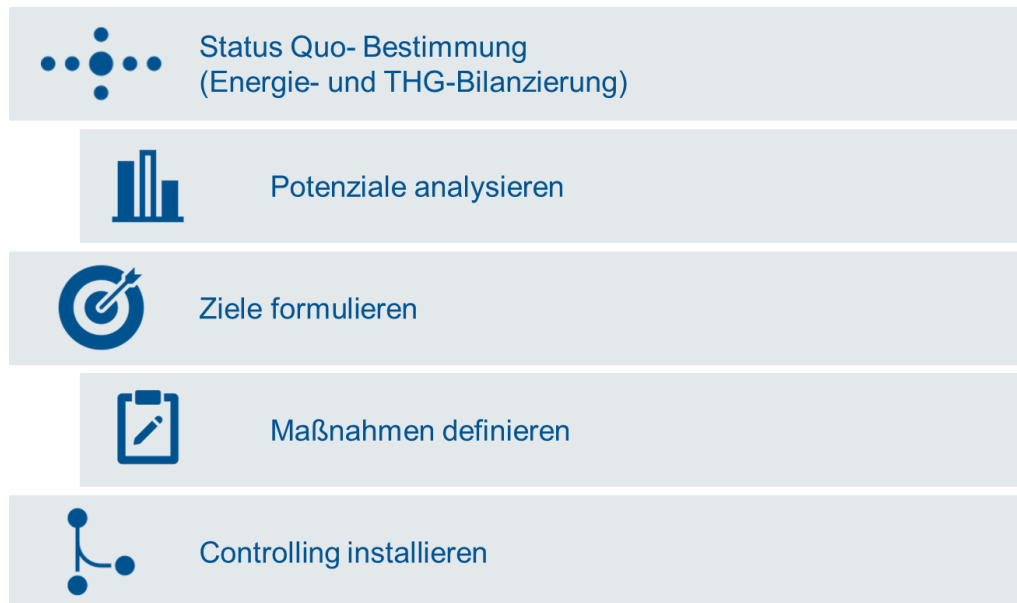 Status Quo- Bestimmung
(Energie- und THG-Bilanzierung)
Potenziale analysieren
Ziele formulieren
Maßnahmen definieren
Controlling installieren